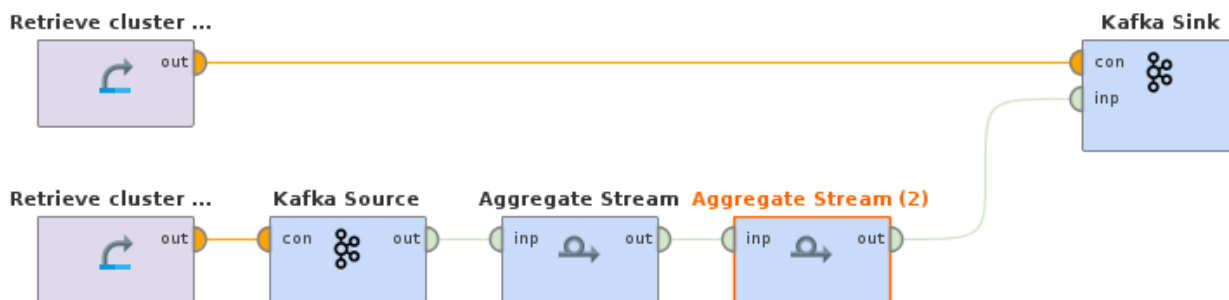 Retrieve cluster ...
Kafka Sink
out
con
inp
Retrieve cluster ...
Kafka Source
Aggregate Stream
Aggregate Stream (2)
out
con
out
inp
out
inp
out